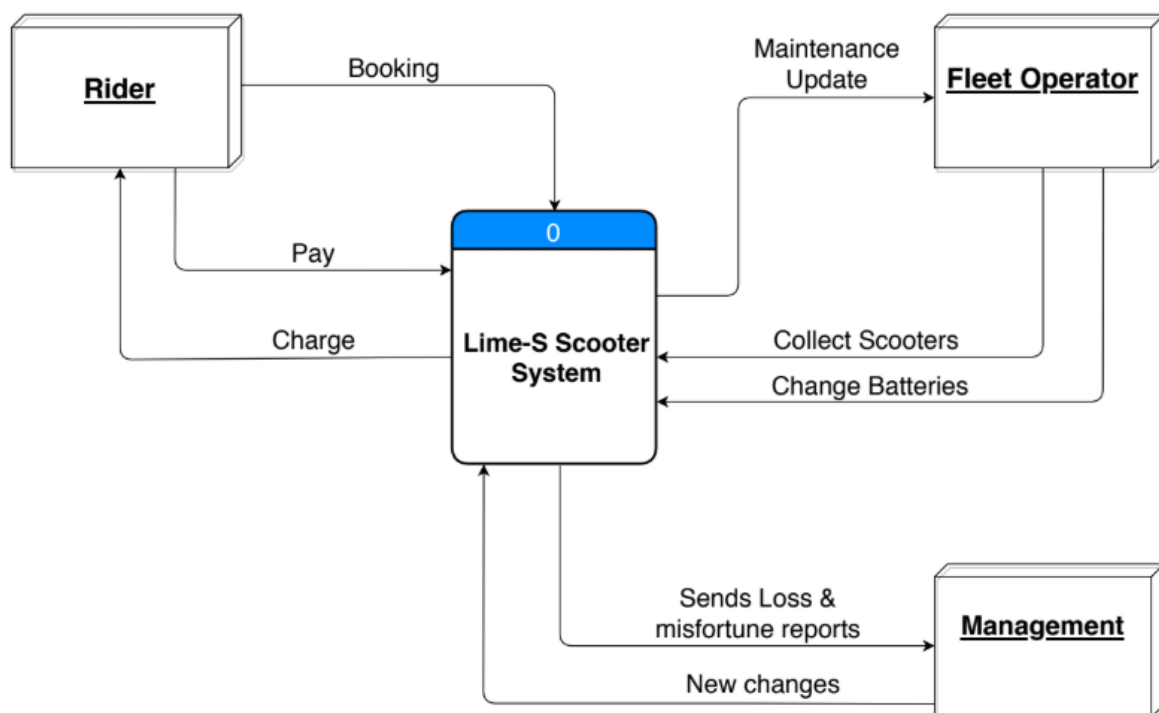 Rider
Booking
Maintenance
Update
Fleet Operator
0
Pay
Charge
Lime-S Scooter
System
Collect Scooters
Change Batteries
Sends Loss &
misfortune reports
Management
New changes